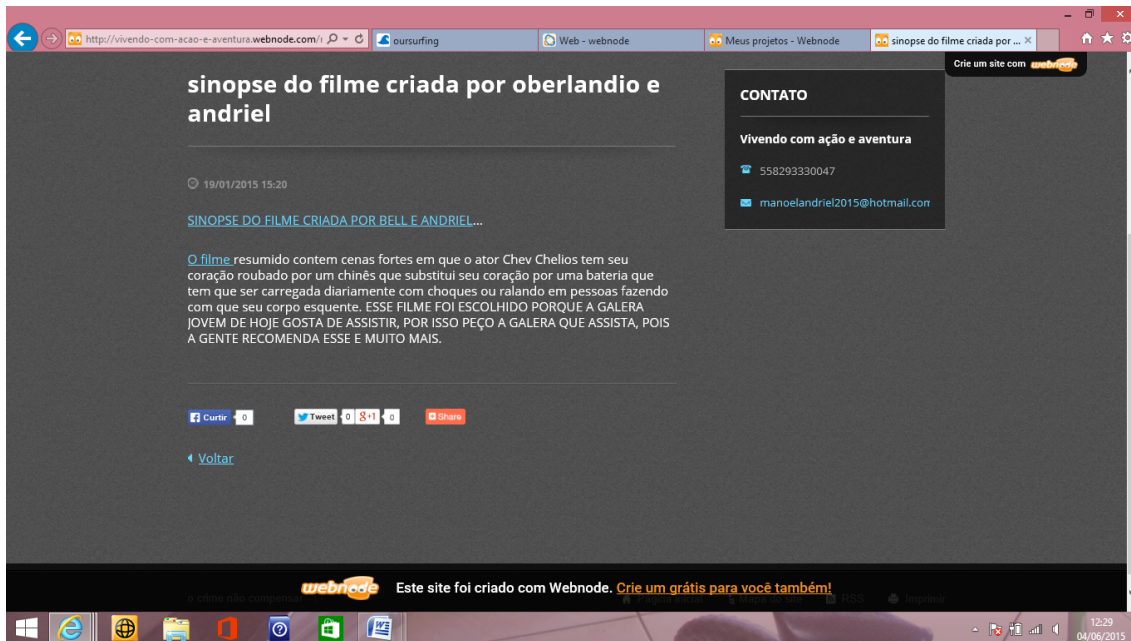 http://vivendo-com-acao-e-aventura.webnode.com/
oursurfing
Web - webnode
Meus projetos - Webnode
sinopse do filme criada por ...
Crie um site com webnode
sinopse do filme criada por oberlandio e
andriel
19/01/2015 15:20
SINOPSE DO FILME CRIADA POR BELL E ANDRIEL...
O filme resumido contem cenas fortes em que o ator Chev Chelios tem seu
coração roubado por um chinês que substitui seu coração por uma bateria que
tem que ser carregada diariamente com choques ou ralando em pessoas fazendo
com que seu corpo esquente. ESSE FILME FOI ESCOLHIDO PORQUE A GALERA
JOVEM DE HOJE GOSTA DE ASSISTIR, POR ISSO PEÇO A GALERA QUE ASSISTA, POIS
A GENTE RECOMENDA ESSE E MUITO MAIS.
Curtir 0
Tweet 0
g+1 0
Share
Voltar
CONTATO
Vivendo com ação e aventura
558293330047
manoelandriel2015@hotmail.com
webnode Este site foi criado com Webnode. Crie um grátis para você também!
o crime não compensa
Página inicial
RSS
Imprimir
12:29
04/06/2015